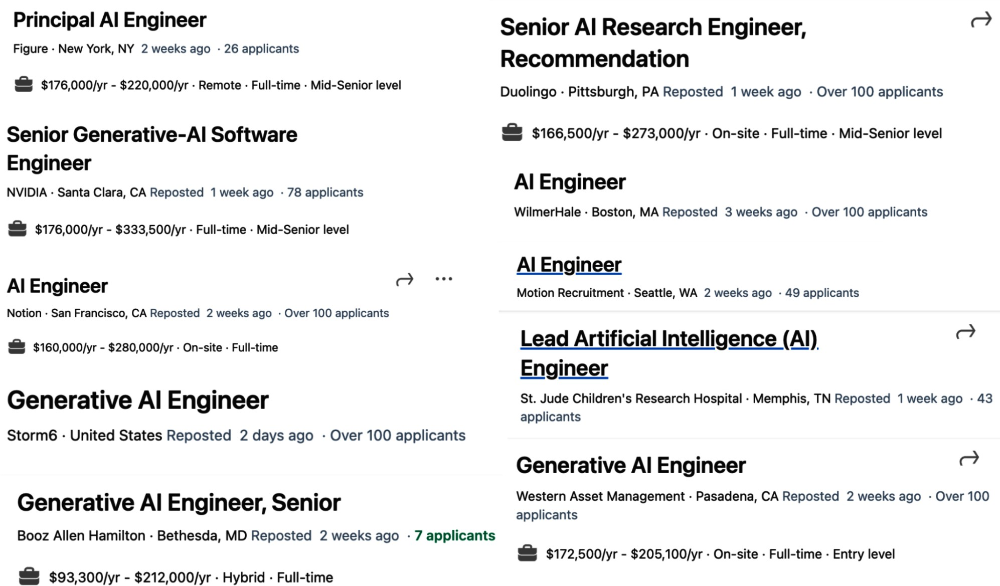 Principal AI Engineer
Figure · New York, NY 2 weeks ago · 26 applicants
$176,000/yr - $220,000/yr · Remote · Full-time · Mid-Senior level
Senior Generative-AI Software
Engineer
NVIDIA · Santa Clara, CA Reposted 1 week ago · 78 applicants
$176,000/yr - $333,500/yr · Full-time · Mid-Senior level
AI Engineer
Notion · San Francisco, CA Reposted 2 weeks ago · Over 100 applicants
$160,000/yr - $280,000/yr · On-site · Full-time
Generative AI Engineer
Storm6 · United States Reposted 2 days ago · Over 100 applicants
Generative AI Engineer, Senior
Booz Allen Hamilton · Bethesda, MD Reposted 2 weeks ago · 7 applicants
$93,300/yr - $212,000/yr · Hybrid · Full-time
Senior AI Research Engineer,
Recommendation
Duolingo · Pittsburgh, PA Reposted 1 week ago · Over 100 applicants
$166,500/yr - $273,000/yr · On-site · Full-time · Mid-Senior level
AI Engineer
WilmerHale · Boston, MA Reposted 3 weeks ago · Over 100 applicants
AI Engineer
Motion Recruitment · Seattle, WA 2 weeks ago · 49 applicants
Lead Artificial Intelligence (AI)
Engineer
St. Jude Children's Research Hospital · Memphis, TN Reposted 1 week ago · 43
applicants
Generative AI Engineer
Western Asset Management · Pasadena, CA Reposted 2 weeks ago · Over 100
applicants
$172,500/yr - $205,100/yr · On-site · Full-time · Entry level